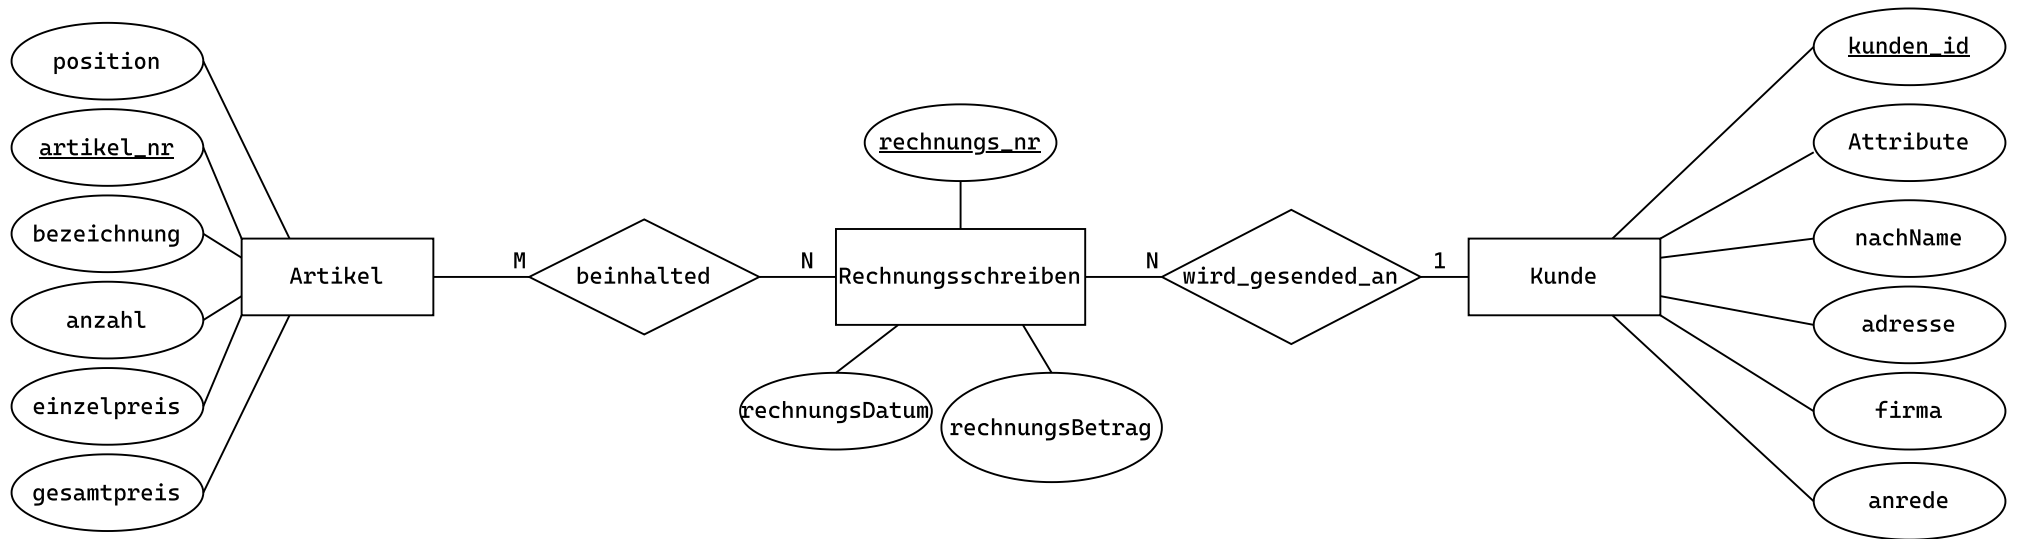 position
artikel_nr
bezeichnung
anzahl
einzelpreis
gesamtpreis
Artikel
M
beinhalted
N
rechnungs_nr
Rechnungsschreiben
rechnungsDatum
rechnungsBetrag
N
wird_gesended_an
1
Kunde
kunden_id
Attribute
nachName
adresse
firma
anrede